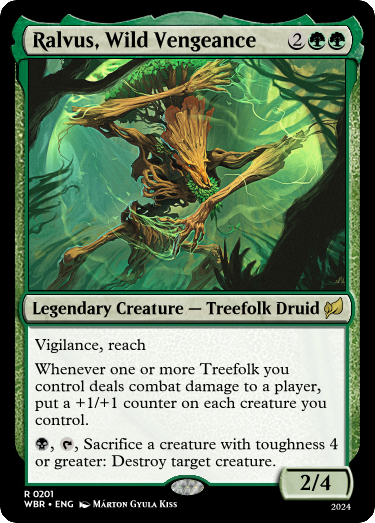 Ralvus, Wild Vengeance 2
Legendary Creature — Treefolk Druid
Vigilance, reach
Whenever one or more Treefolk you
control deals combat damage to a player,
put a +1/+1 counter on each creature you
control.
, , Sacrifice a creature with toughness 4
or greater: Destroy target creature.
2/4
R 0201
WBR • ENG Márton Gyula Kiss
2024